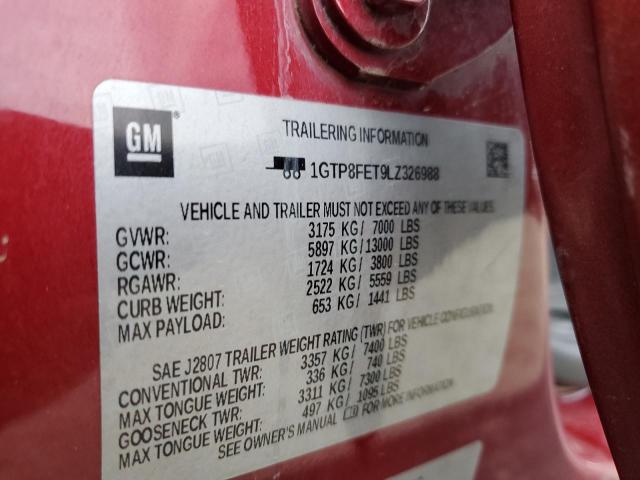 GM ®
TRAILERING INFORMATION
1GTP8FET9LZ326988
VEHICLE AND TRAILER MUST NOT EXCEED ANY OF THESE VALUES.
GVWR: 3175 KG/ 7000 LBS
GCWR: 5897 KG/13000 LBS
RGAWR: 1724 KG/ 3800 LBS
CURB WEIGHT: 2522 KG/ 5559 LBS
MAX PAYLOAD: 653 KG/ 1441 LBS
SAE J2807 TRAILER WEIGHT RATING (TWR) FOR VEHICLE CONFIGURATION.
CONVENTIONAL TWR: 3357 KG/ 7400 LBS
MAX TONGUE WEIGHT: 336 KG/ 740 LBS
GOOSENECK TWR: 3311 KG/ 7300 LBS
MAX TONGUE WEIGHT: 497 KG/ 1095 LBS
SEE OWNER'S MANUAL FOR MORE INFORMATION